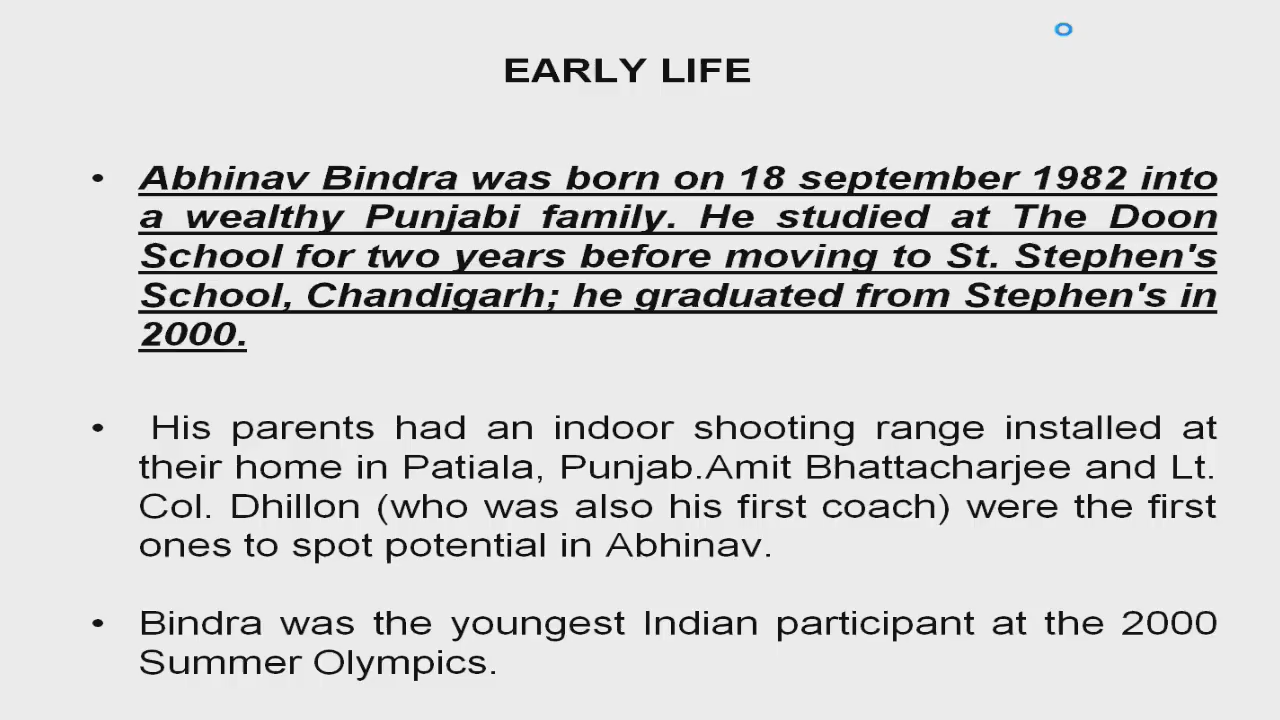 EARLY LIFE
• Abhinav Bindra was born on 18 september 1982 into
a wealthy Punjabi family. He studied at The Doon
School for two years before moving to St. Stephen's
School, Chandigarh; he graduated from Stephen's in
2000.
• His parents had an indoor shooting range installed at
their home in Patiala, Punjab.Amit Bhattacharjee and Lt.
Col. Dhillon (who was also his first coach) were the first
ones to spot potential in Abhinav.
• Bindra was the youngest Indian participant at the 2000
Summer Olympics.